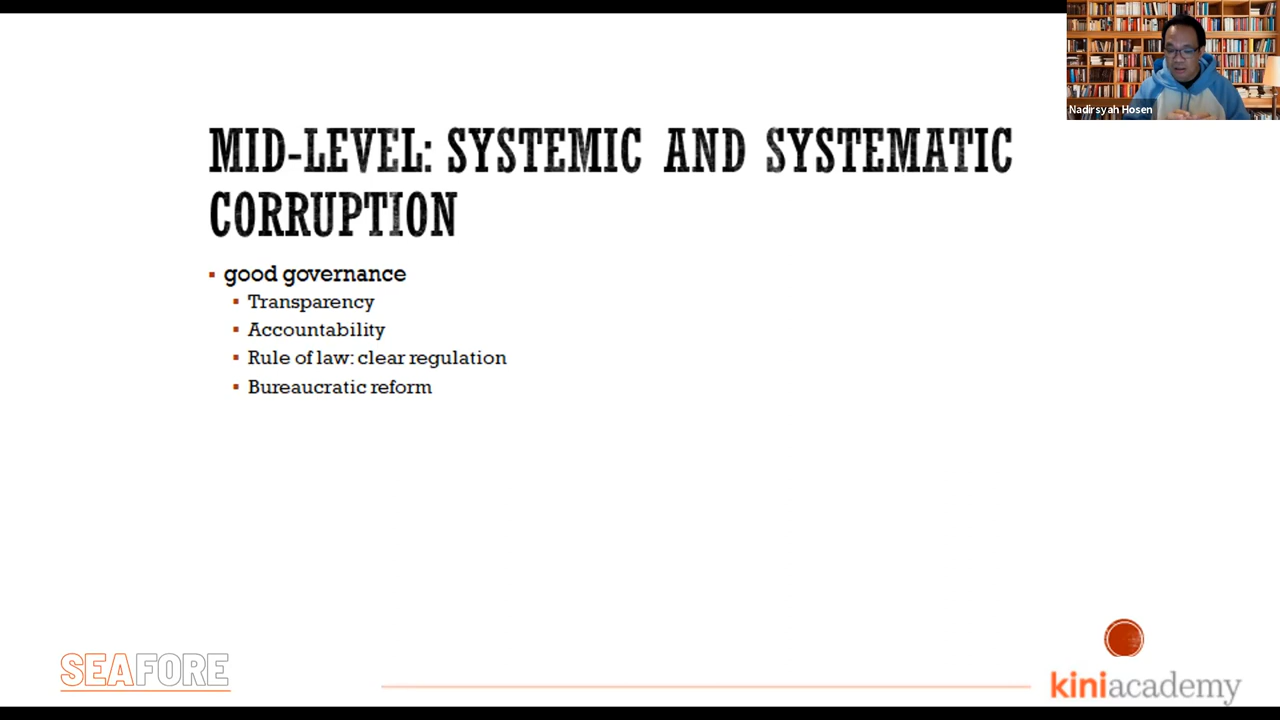 Nadirsyah Hosen
MID-LEVEL: SYSTEMIC AND SYSTEMATIC
CORRUPTION
good governance
Transparency
Accountability
Rule of law: clear regulation
Bureaucratic reform
SEAFORE
kiniacademy